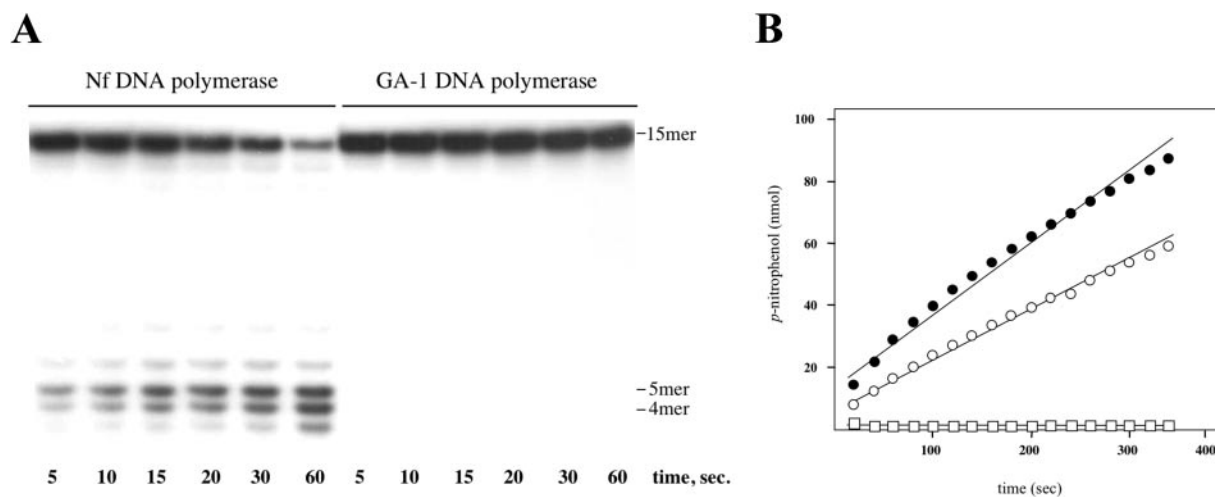 A
Nf DNA polymerase
GA-1 DNA polymerase
-15mer
-5mer
-4mer
5 10 15 20 30 60 5 10 15 20 30 60 time, sec.
B
100
80
60
40
20
p-nitrophenol (nmol)
100 200 300 400
time (sec)